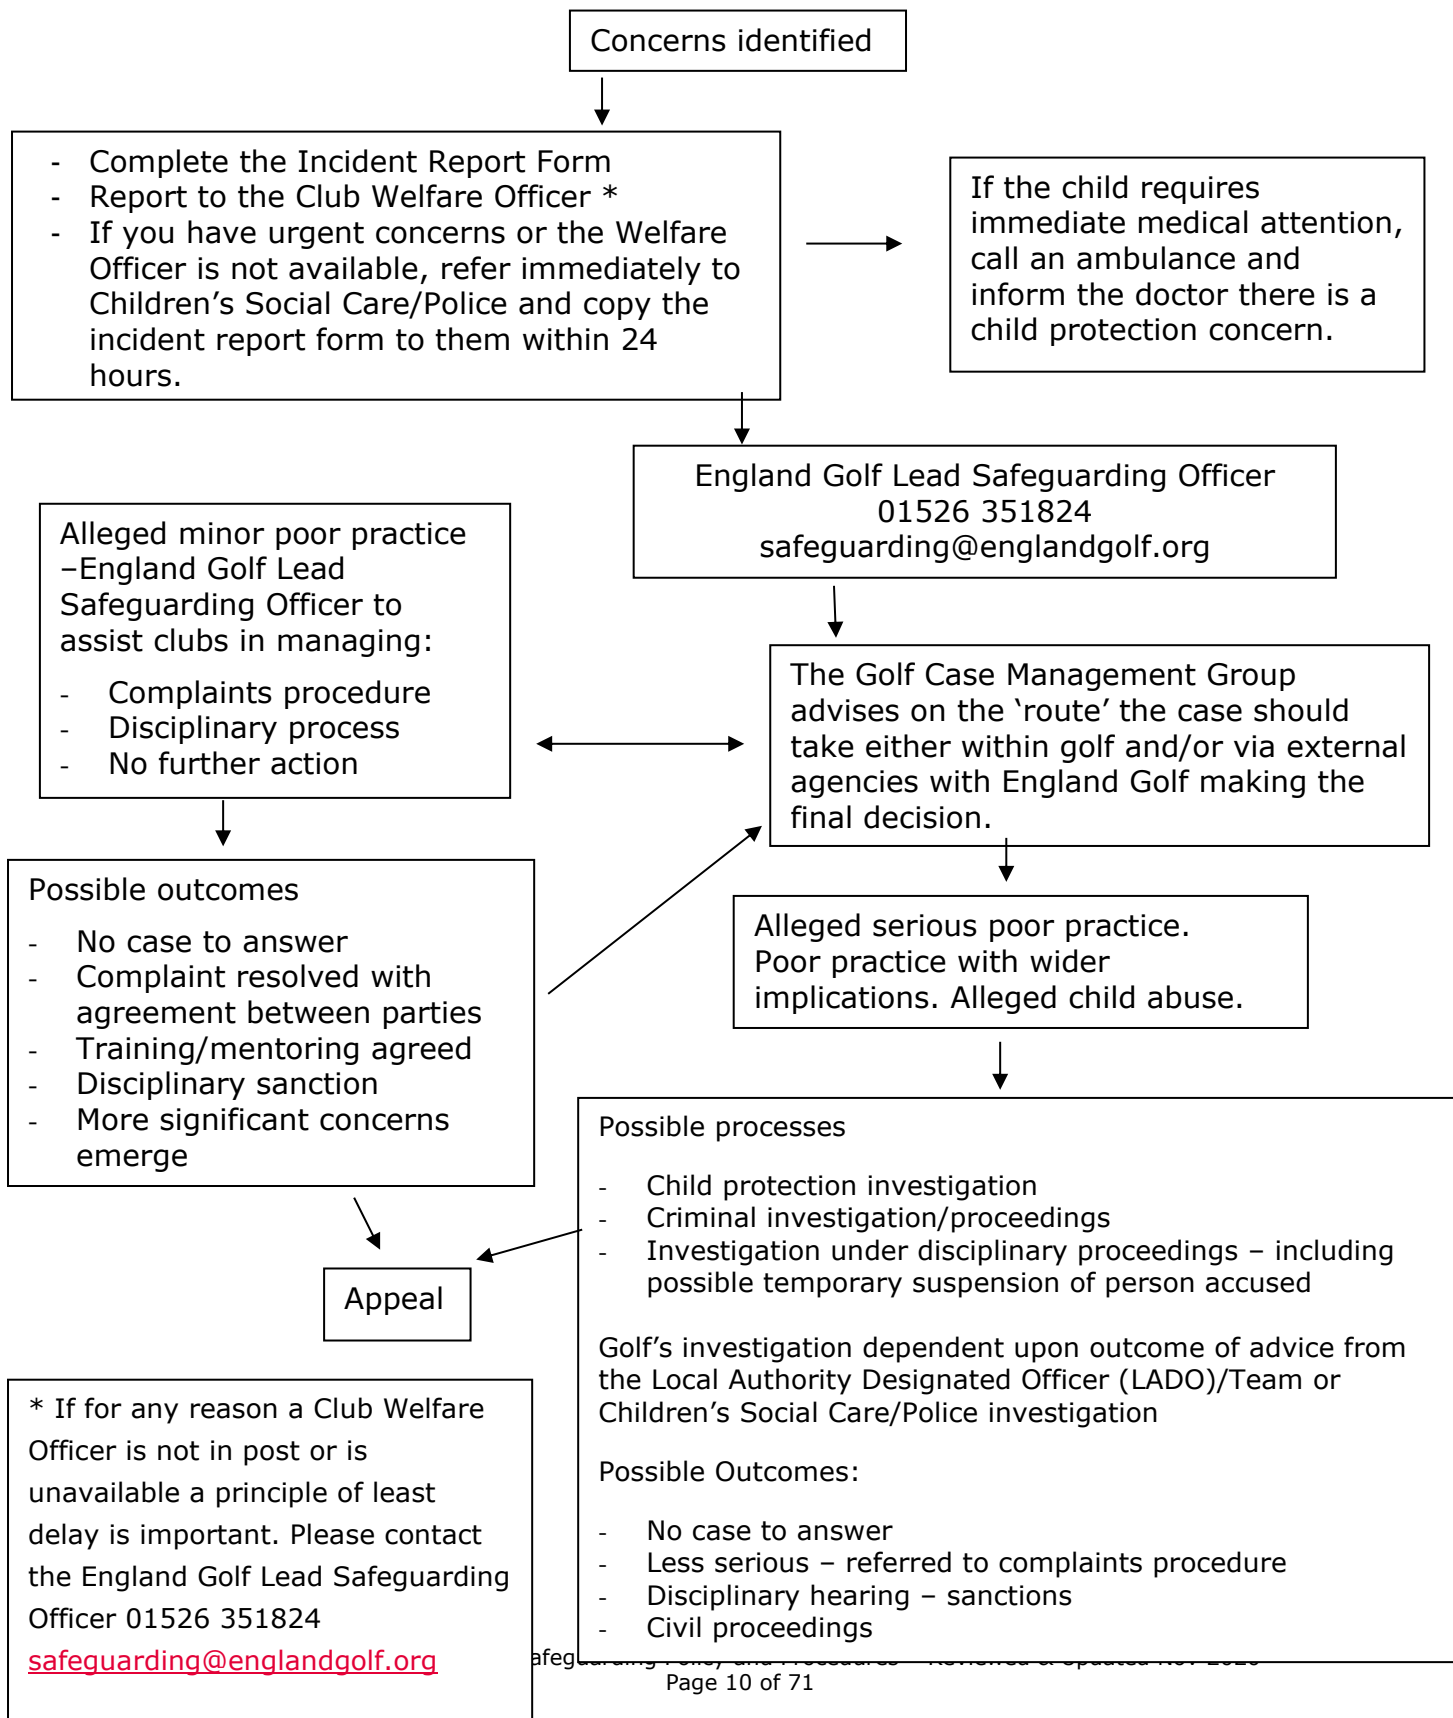 Concerns identified
- Complete the Incident Report Form
- Report to the Club Welfare Officer *
- If you have urgent concerns or the Welfare
Officer is not available, refer immediately to
Children’s Social Care/Police and copy the
incident report form to them within 24
hours.
If the child requires
immediate medical attention,
call an ambulance and
inform the doctor there is a
child protection concern.
England Golf Lead Safeguarding Officer
01526 351824
safeguarding@englandgolf.org
Alleged minor poor practice
–England Golf Lead
Safeguarding Officer to
assist clubs in managing:
- Complaints procedure
- Disciplinary process
- No further action
The Golf Case Management Group
advises on the ‘route’ the case should
take either within golf and/or via external
agencies with England Golf making the
final decision.
Possible outcomes
- No case to answer
- Complaint resolved with
agreement between parties
- Training/mentoring agreed
- Disciplinary sanction
- More significant concerns
emerge
Alleged serious poor practice.
Poor practice with wider
implications. Alleged child abuse.
Possible processes
- Child protection investigation
- Criminal investigation/proceedings
- Investigation under disciplinary proceedings – including
possible temporary suspension of person accused
Golf’s investigation dependent upon outcome of advice from
the Local Authority Designated Officer (LADO)/Team or
Children’s Social Care/Police investigation
Possible Outcomes:
- No case to answer
- Less serious – referred to complaints procedure
- Disciplinary hearing – sanctions
- Civil proceedings
Appeal
* If for any reason a Club Welfare
Officer is not in post or is
unavailable a principle of least
delay is important. Please contact
the England Golf Lead Safeguarding
Officer 01526 351824
safeguarding@englandgolf.org
Page 10 of 71